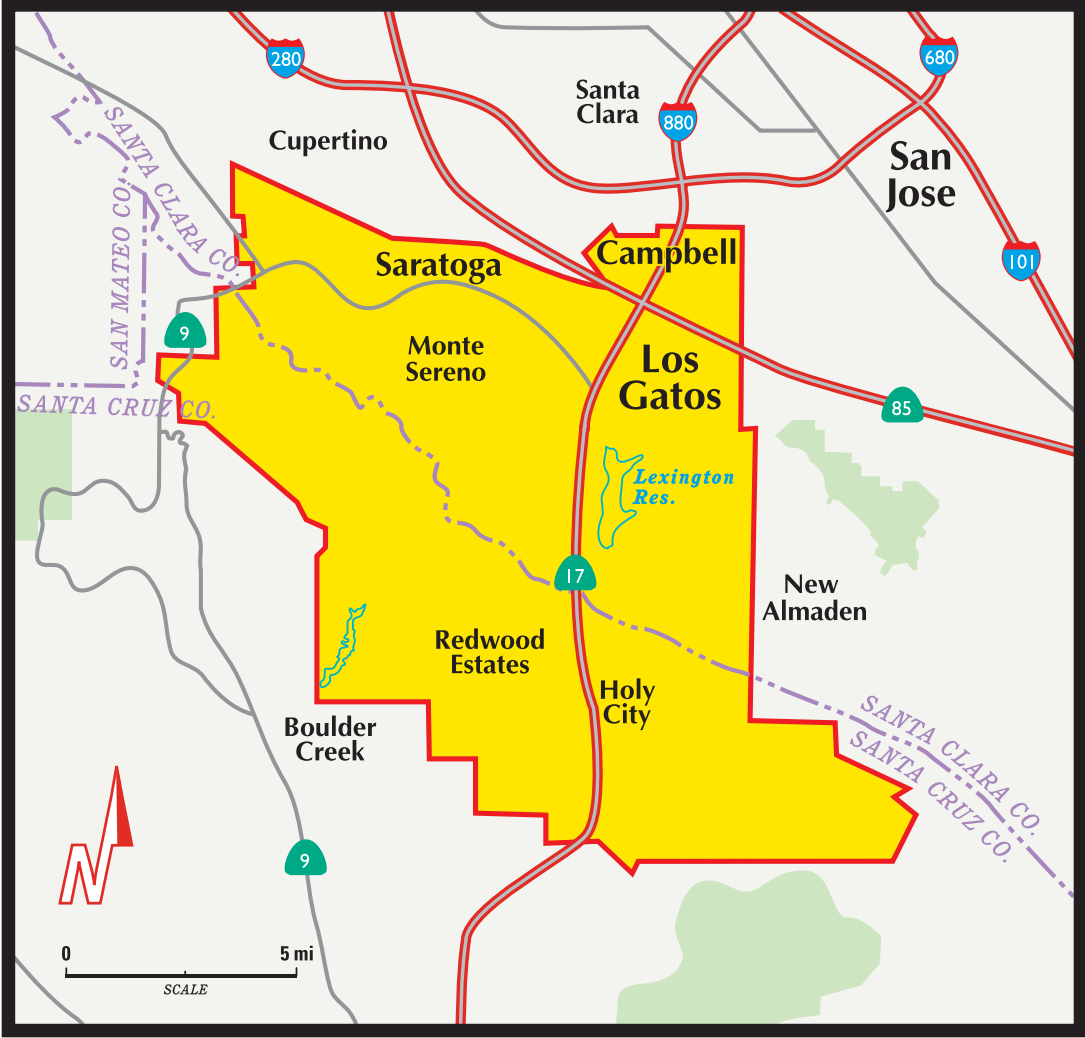 280
680
Santa
Clara
880
Cupertino
San
Jose
SANTA CLARA CO.
SAN MATEO CO.
Campbell
Saratoga
101
9
Monte
Sereno
Los
Gatos
85
SANTA CRUZ CO.
Lexington
Res.
17
New
Almaden
Redwood
Estates
Holy
City
Boulder
Creek
SANTA CLARA CO.
SANTA CRUZ CO.
9
N
0
5 mi
SCALE